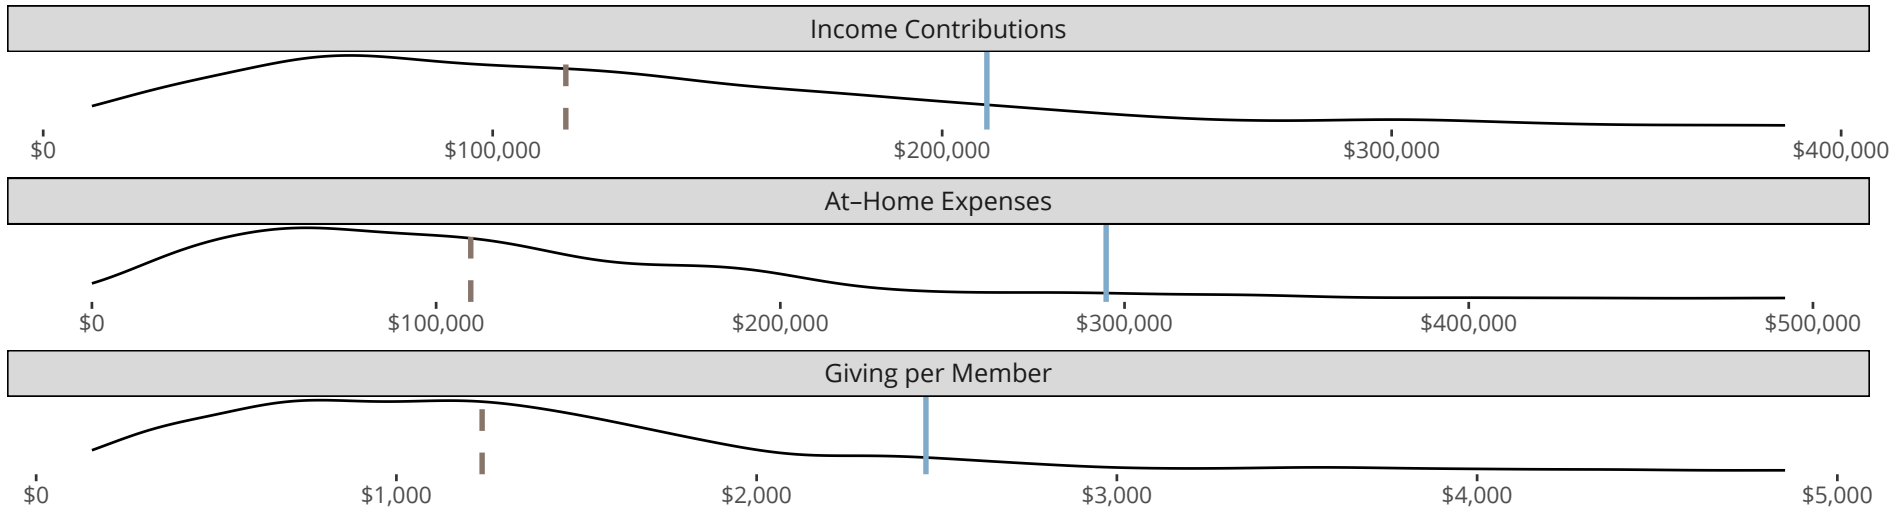 Income Contributions
$0 $100,000 $200,000 $300,000 $400,000
At–Home Expenses
$0 $100,000 $200,000 $300,000 $400,000 $500,000
Giving per Member
$0 $1,000 $2,000 $3,000 $4,000 $5,000